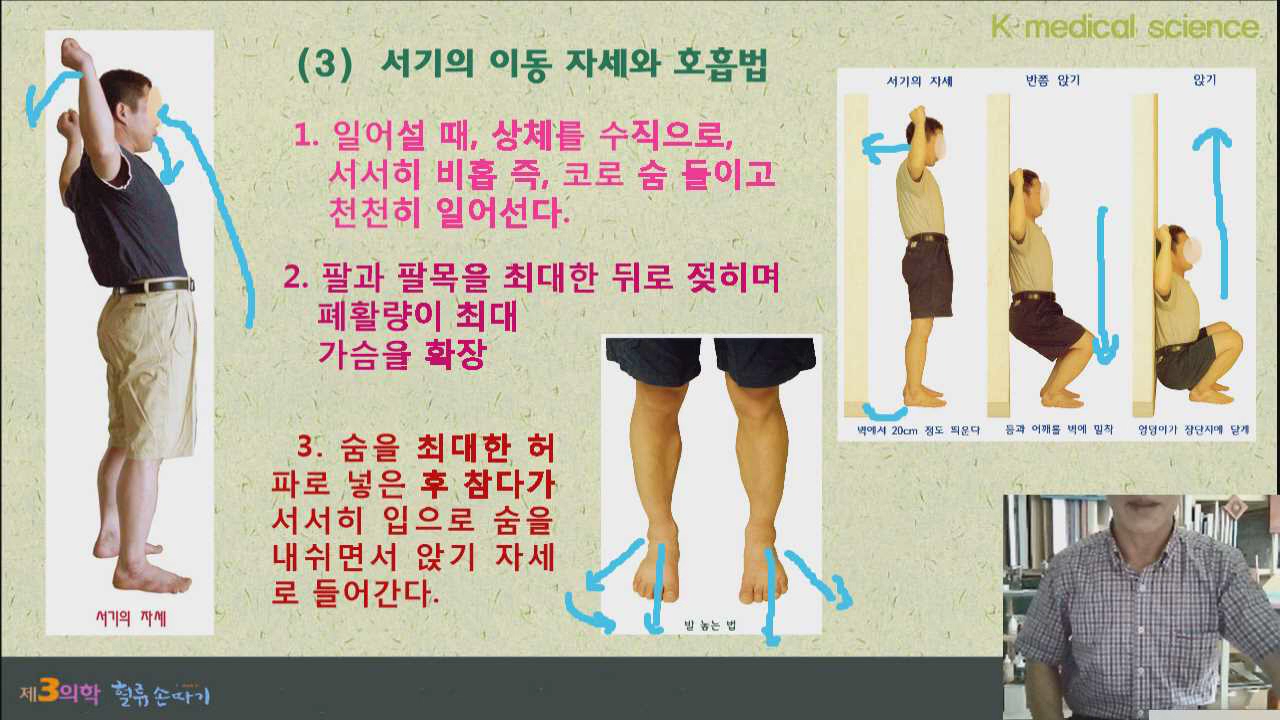 K medical science
(3) 서기의 이동 자세와 호흡법
1. 일어설 때, 상체를 수직으로,
서서히 비흡 즉, 코로 숨 들이고
천천히 일어선다.
2. 팔과 팔목을 최대한 뒤로 젖히며
폐활량이 최대
가슴을 확장
3. 숨을 최대한 허
파로 넣은 후 참다가
서서히 입으로 숨을
내쉬면서 앉기 자세
로 들어간다.
서기의 자세
발 놓는 법
서기의 자세
반쯤 앉기
앉기
벽에서 20cm 정도 띄운다
등과 어깨를 벽에 밀착
엉덩이가 장단지에 닿게
제3의학 혈류 손따기